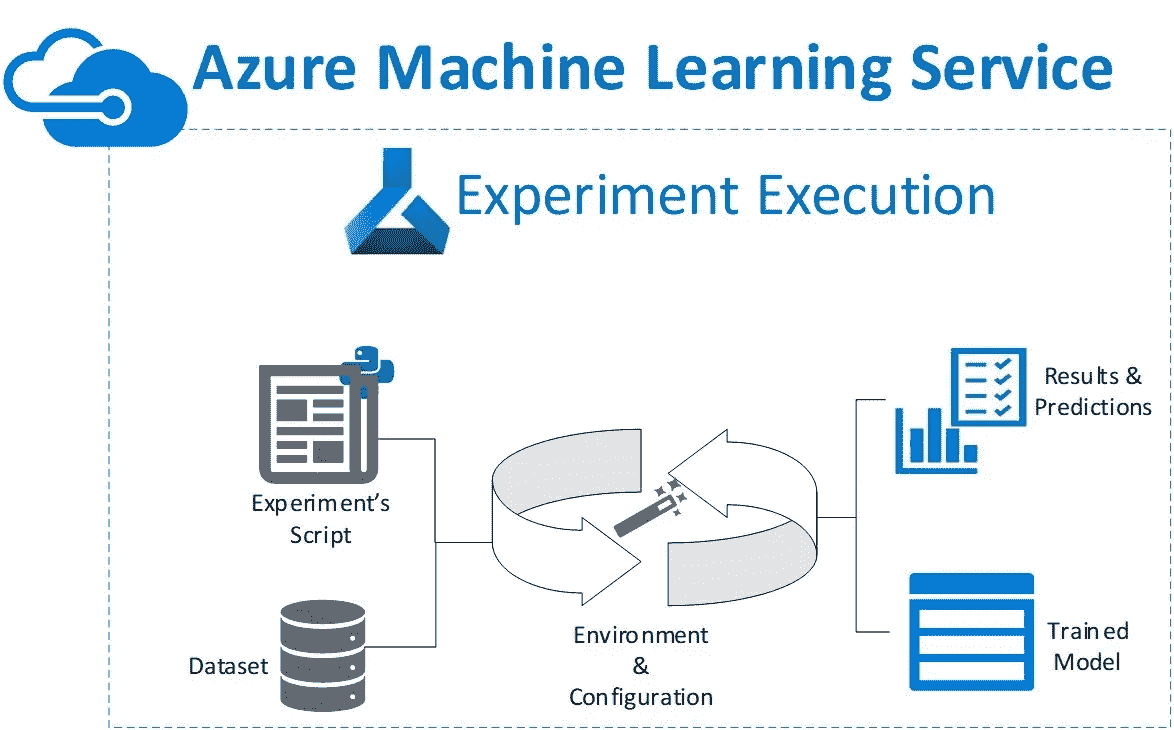 Azure Machine Learning Service
Experiment Execution
Experiment's
Script
Dataset
Environment
&
Configuration
Results &
Predictions
Trained
Model